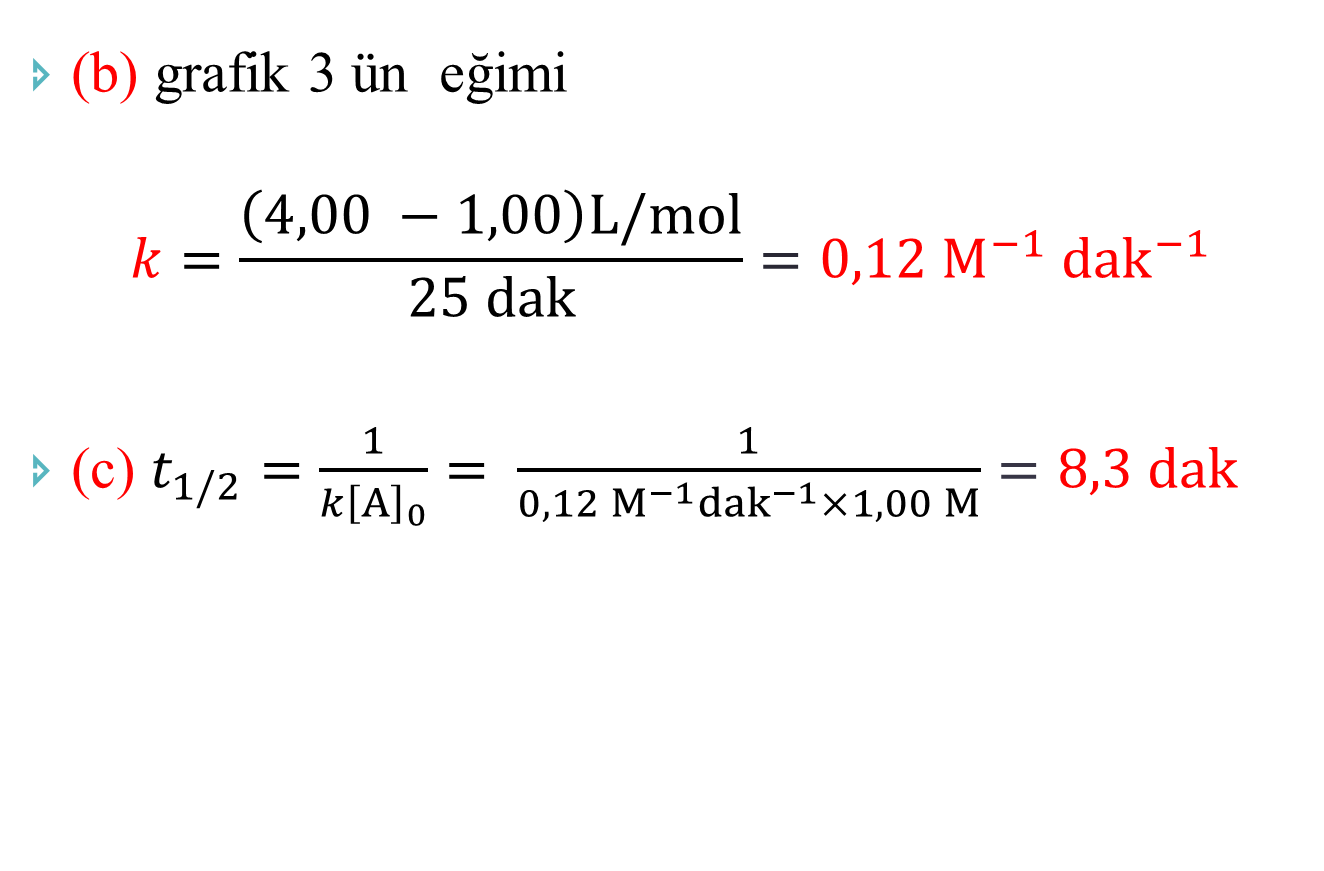 (b) grafik 3 ün eğimi
k = (4,00 − 1,00)L/mol / 25 dak = 0,12 M⁻¹ dak⁻¹
(c) t₁/₂ = 1 / k[A]₀ = 1 / 0,12 M⁻¹dak⁻¹×1,00 M = 8,3 dak